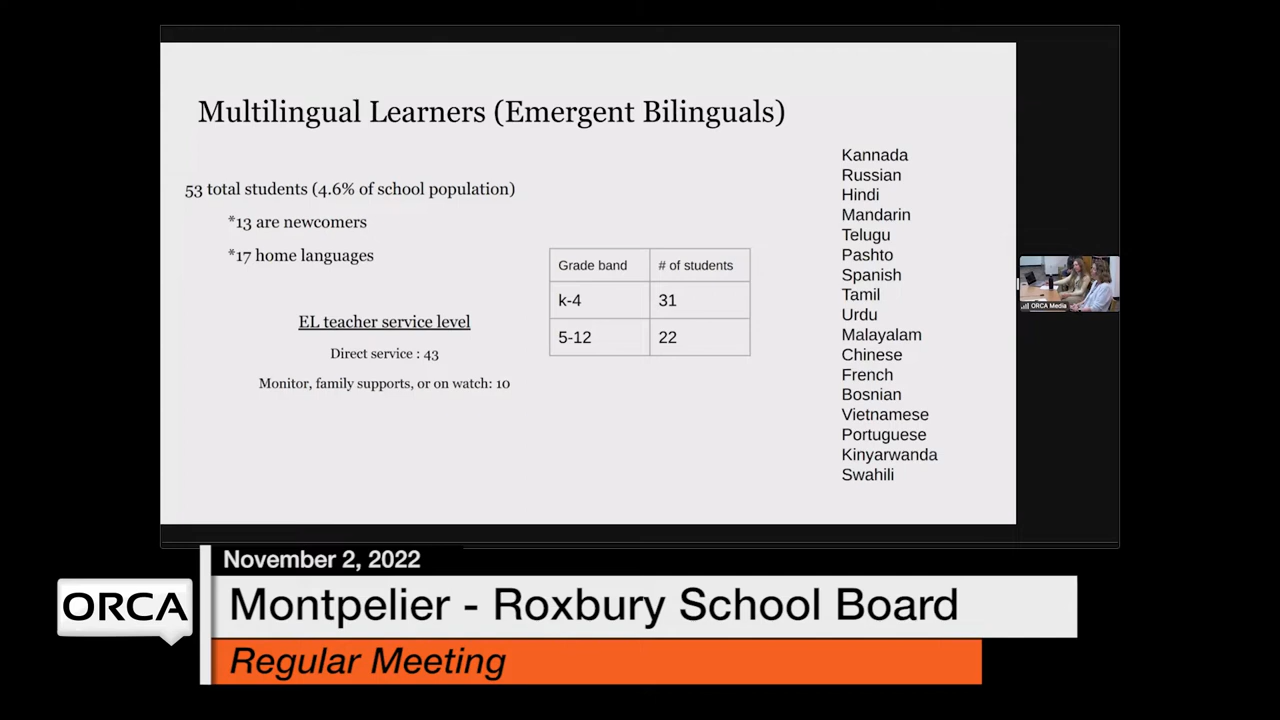 Multilingual Learners (Emergent Bilinguals)
53 total students (4.6% of school population)
*13 are newcomers
*17 home languages
EL teacher service level
Direct service : 43
Monitor, family supports, or on watch: 10
Grade band # of students
k-4 31
5-12 22
Kannada
Russian
Hindi
Mandarin
Telugu
Pashto
Spanish
Tamil
Urdu
Malayalam
Chinese
French
Bosnian
Vietnamese
Portuguese
Kinyarwanda
Swahili
ORCA Media
November 2, 2022
ORCA
Montpelier - Roxbury School Board
Regular Meeting